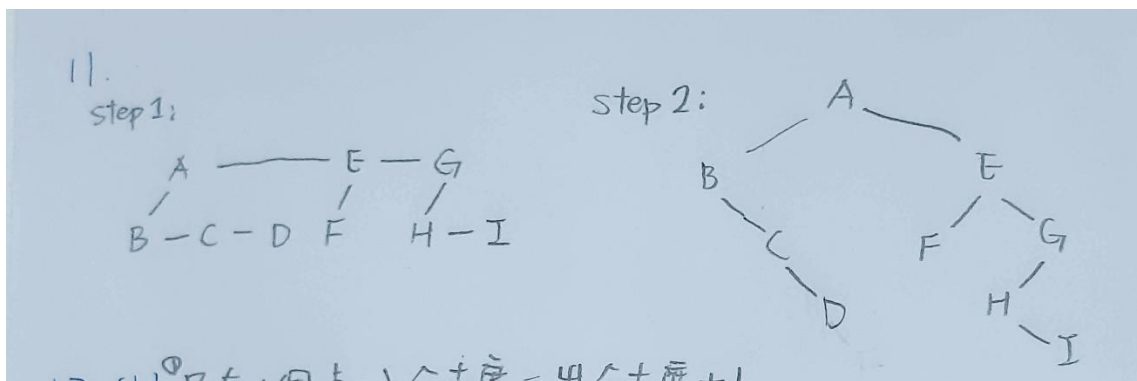 11.
step 1:
step 2:
A — E — G
B – C – D F H – I
A
B E
C F G
D H I